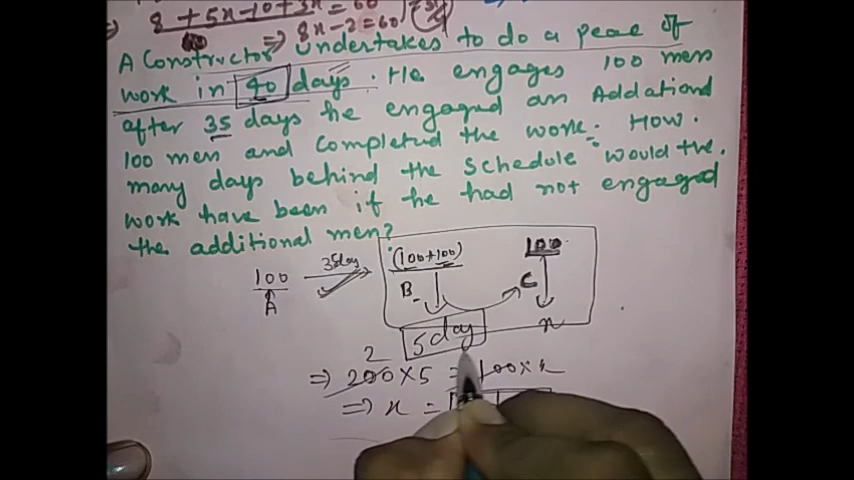 8 + 5x - 10 + 3x = 60
⇒ 8x - 2 = 60
A Constructor undertakes to do a peace of
work in 40 days. He engages 100 men
after 35 days he engaged an Addational
100 men and completed the work. How
many days behind the schedule would the
work have been if he had not engaged
the additional men?
100 35day (100+100) 100
A B C
5 day x
⇒ 200 × 5 = 100 × x
2
⇒ x =